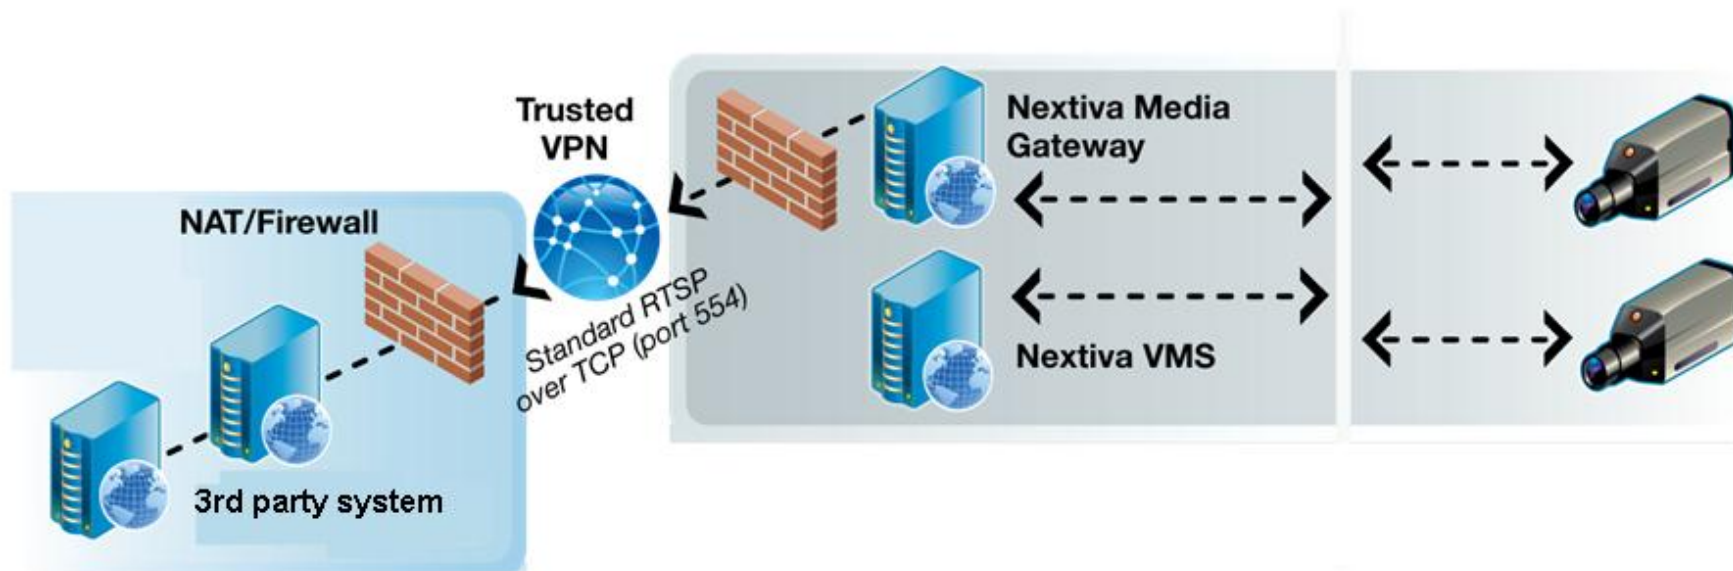 Trusted
VPN
Nextiva Media
Gateway
NAT/Firewall
Standard RTSP
over TCP (port 554)
Nextiva VMS
3rd party system